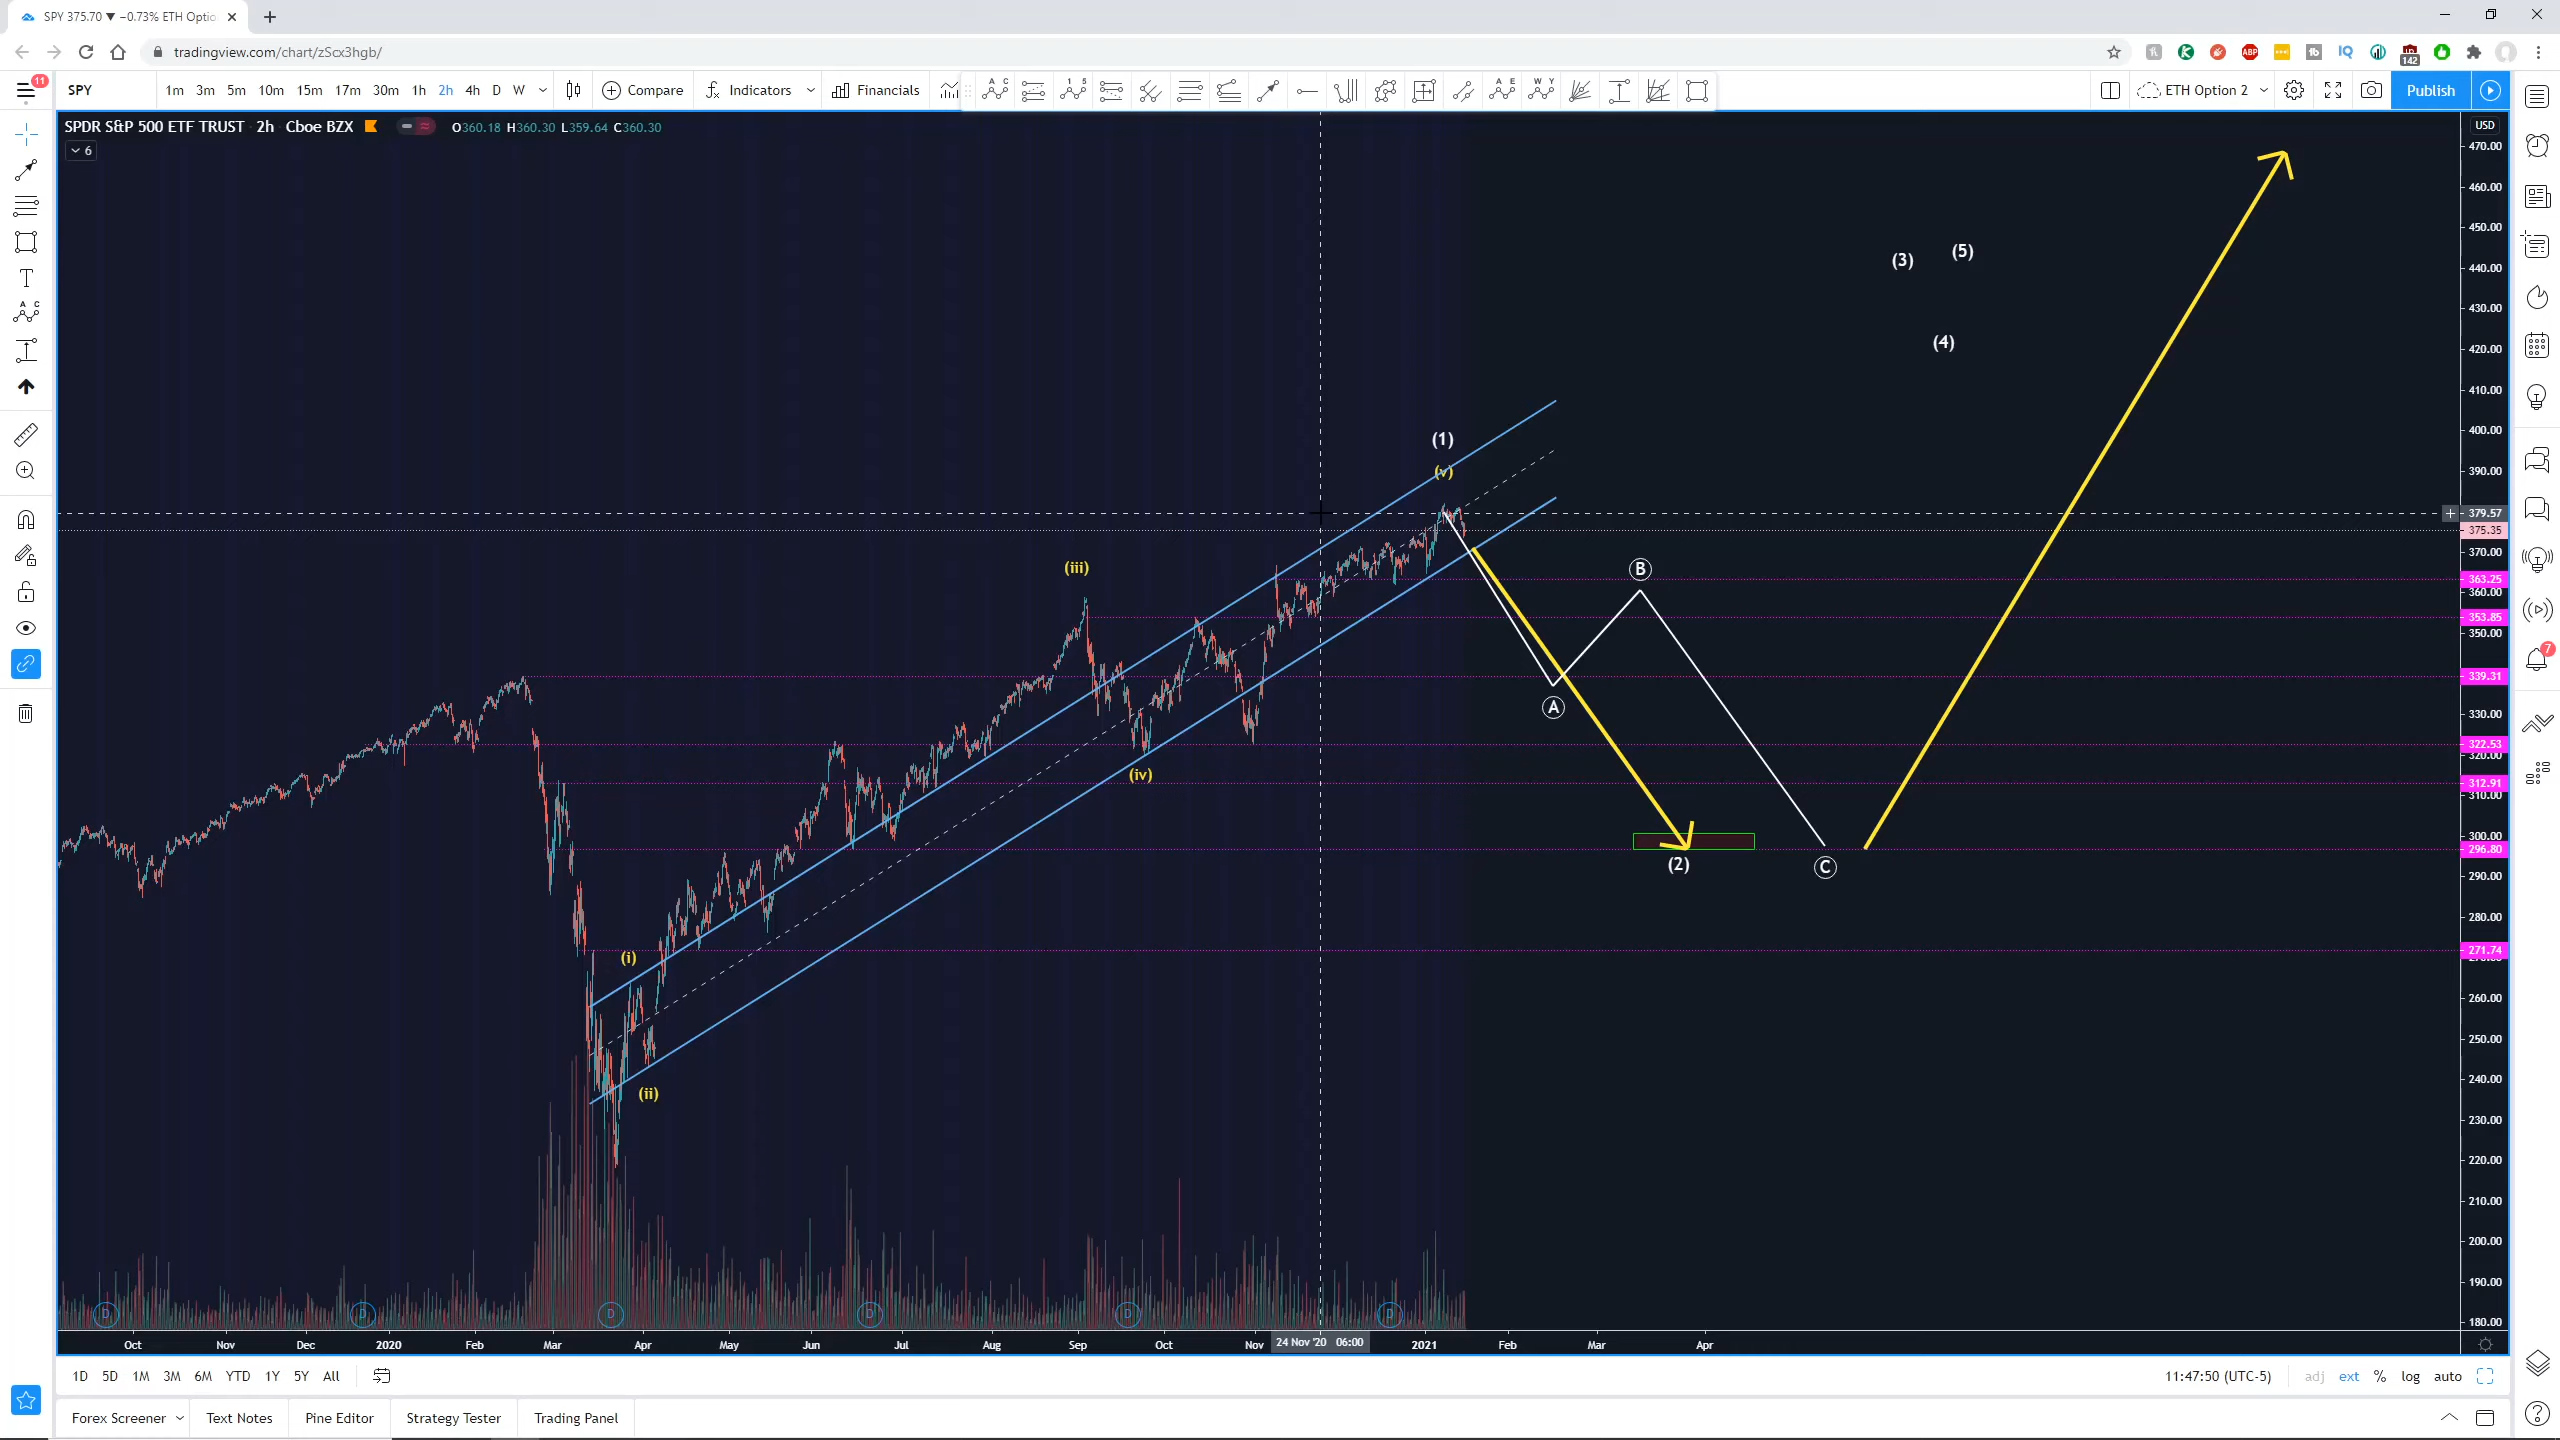 SPY 375.70 ▼ −0.73% ETH Optio
tradingview.com/chart/zScx3hgb/
ABP
IQ
142
11
SPY
1m 3m 5m 10m 15m 17m 30m 1h 2h 4h D W
Compare
Indicators
Financials
ETH Option 2
Publish
SPDR S&P 500 ETF TRUST 2h Cboe BZX
O360.18 H360.30 L359.64 C360.30
6
USD
470.00
460.00
450.00
440.00
430.00
420.00
410.00
400.00
390.00
379.57
375.35
370.00
363.25
360.00
353.85
350.00
339.31
330.00
322.53
320.00
312.91
310.00
300.00
296.80
290.00
280.00
271.74
260.00
250.00
240.00
230.00
220.00
210.00
200.00
190.00
180.00
(3) (5)
(4)
(1)
(v)
(iii)
B
A
(iv)
(2)
C
(i)
(ii)
D D D D D D
Oct Nov Dec 2020 Feb Mar Apr May Jun Jul Aug Sep Oct Nov 24 Nov '20 06:00 2021 Feb Mar Apr
7
1D 5D 1M 3M 6M YTD 1Y 5Y All
11:47:50 (UTC-5) adj ext % log auto
Forex Screener Text Notes Pine Editor Strategy Tester Trading Panel